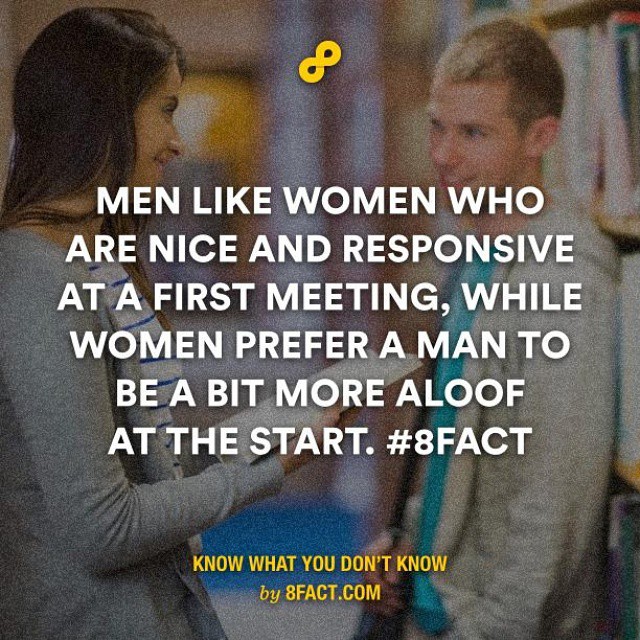 MEN LIKE WOMEN WHO
ARE NICE AND RESPONSIVE
AT A FIRST MEETING, WHILE
WOMEN PREFER A MAN TO
BE A BIT MORE ALOOF
AT THE START. #8FACT
KNOW WHAT YOU DON'T KNOW
by 8FACT.COM